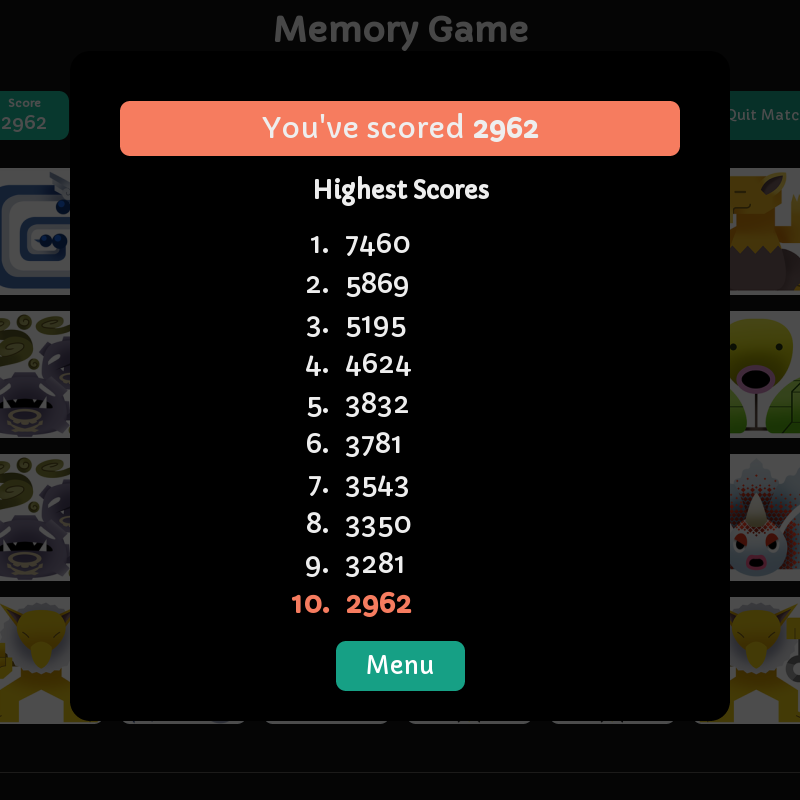 Memory Game
Score
2962
Quit Matc
You've scored 2962
Highest Scores
1. 7460
2. 5869
3. 5195
4. 4624
5. 3832
6. 3781
7. 3543
8. 3350
9. 3281
10. 2962
Menu